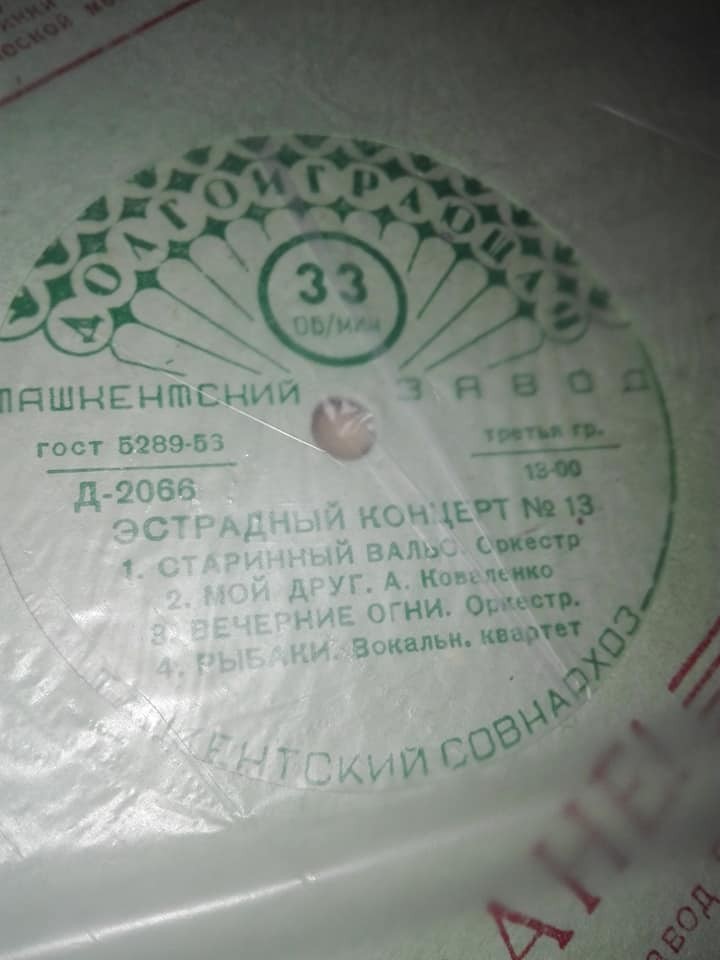 ДОЛГОИГРАЮЩАЯ
33
ОБ/МИН
ТАШКЕНТСКИЙ ЗАВОД
ГОСТ 5289-53
третья гр.
Д-2066
13-00
ЭСТРАДНЫЙ КОНЦЕРТ № 13
1. СТАРИННЫЙ ВАЛЬС. Оркестр
2. МОЙ ДРУГ. А. Коваленко
3. ВЕЧЕРНИЕ ОГНИ. Оркестр.
4. РЫБАКИ. Вокальн. квартет
ТАШКЕНТСКИЙ СОВНАРХОЗ